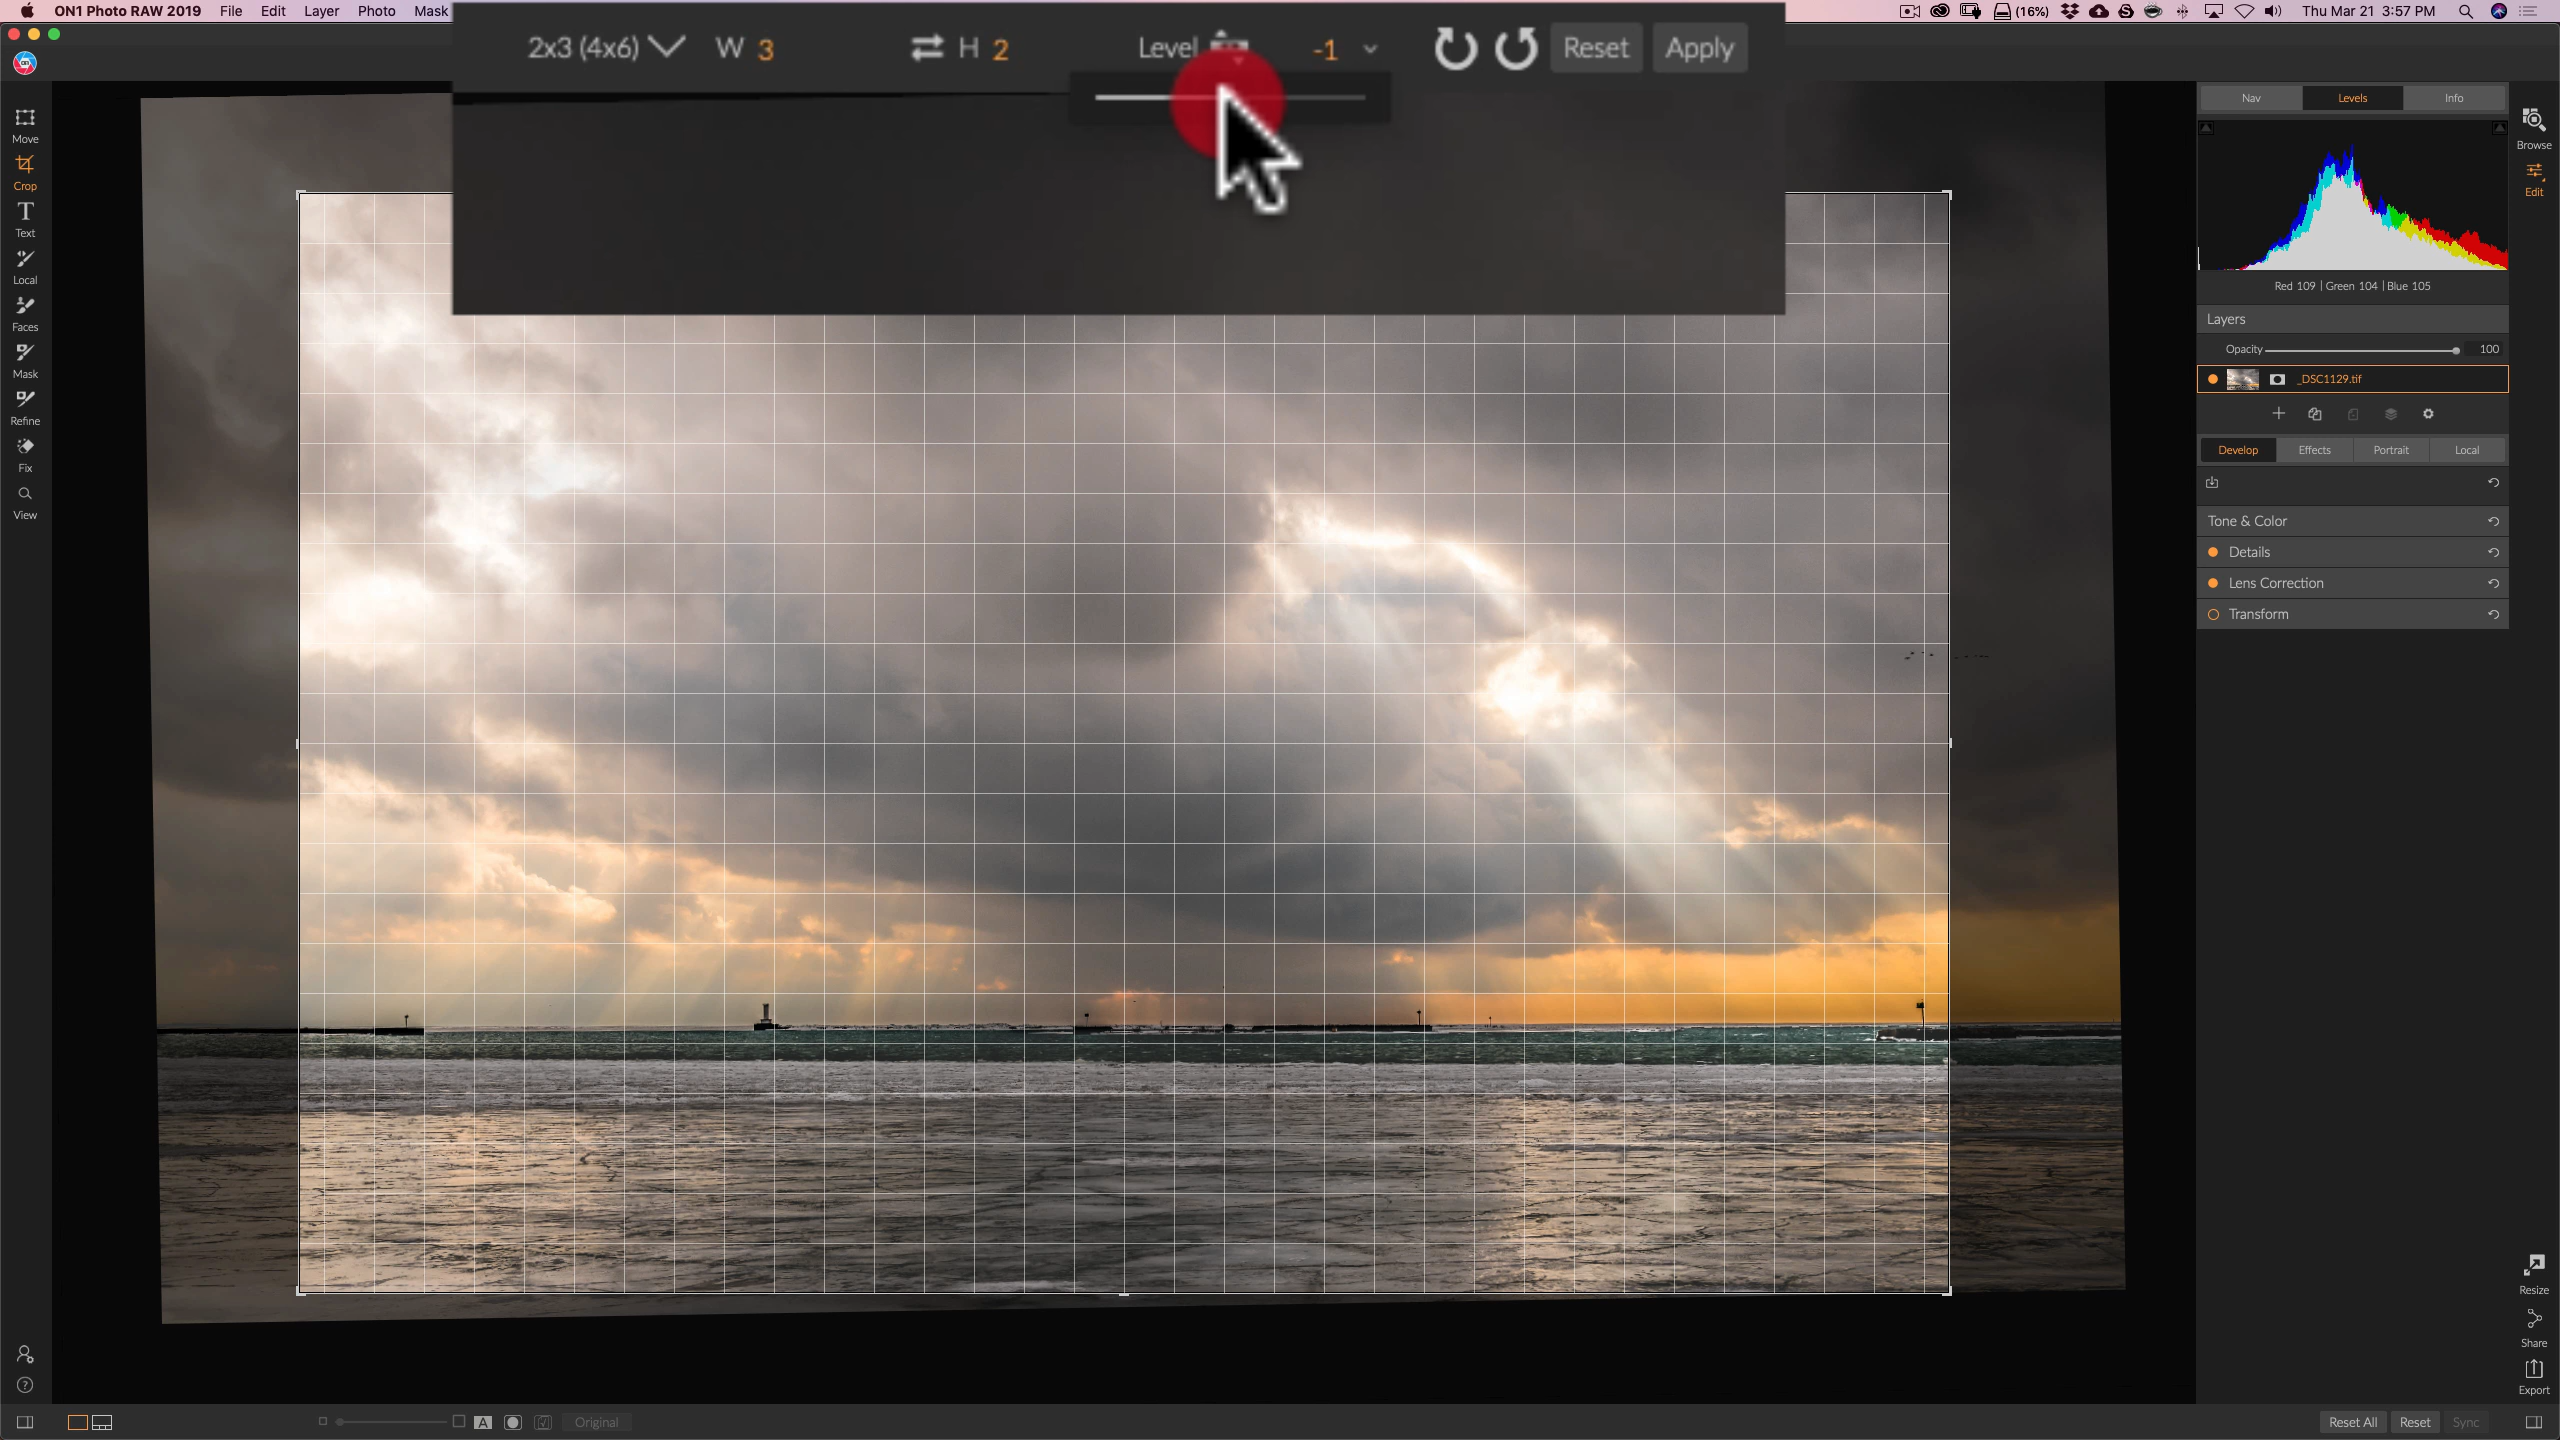 ON1 Photo RAW 2019 File Edit Layer Photo Mask (16%) Thu Mar 21 3:57 PM
2x3 (4x6) W 3 H 2 Level -1 Reset Apply
Move
Crop
Text
Local
Faces
Mask
Refine
Fix
View
Nav Levels Info
Red 109 | Green 104 | Blue 105
Layers
Opacity 100
_DSC1129.tif
Develop Effects Portrait Local
Tone & Color
Details
Lens Correction
Transform
Browse
Edit
Resize
Share
Export
A Original Reset All Reset Sync